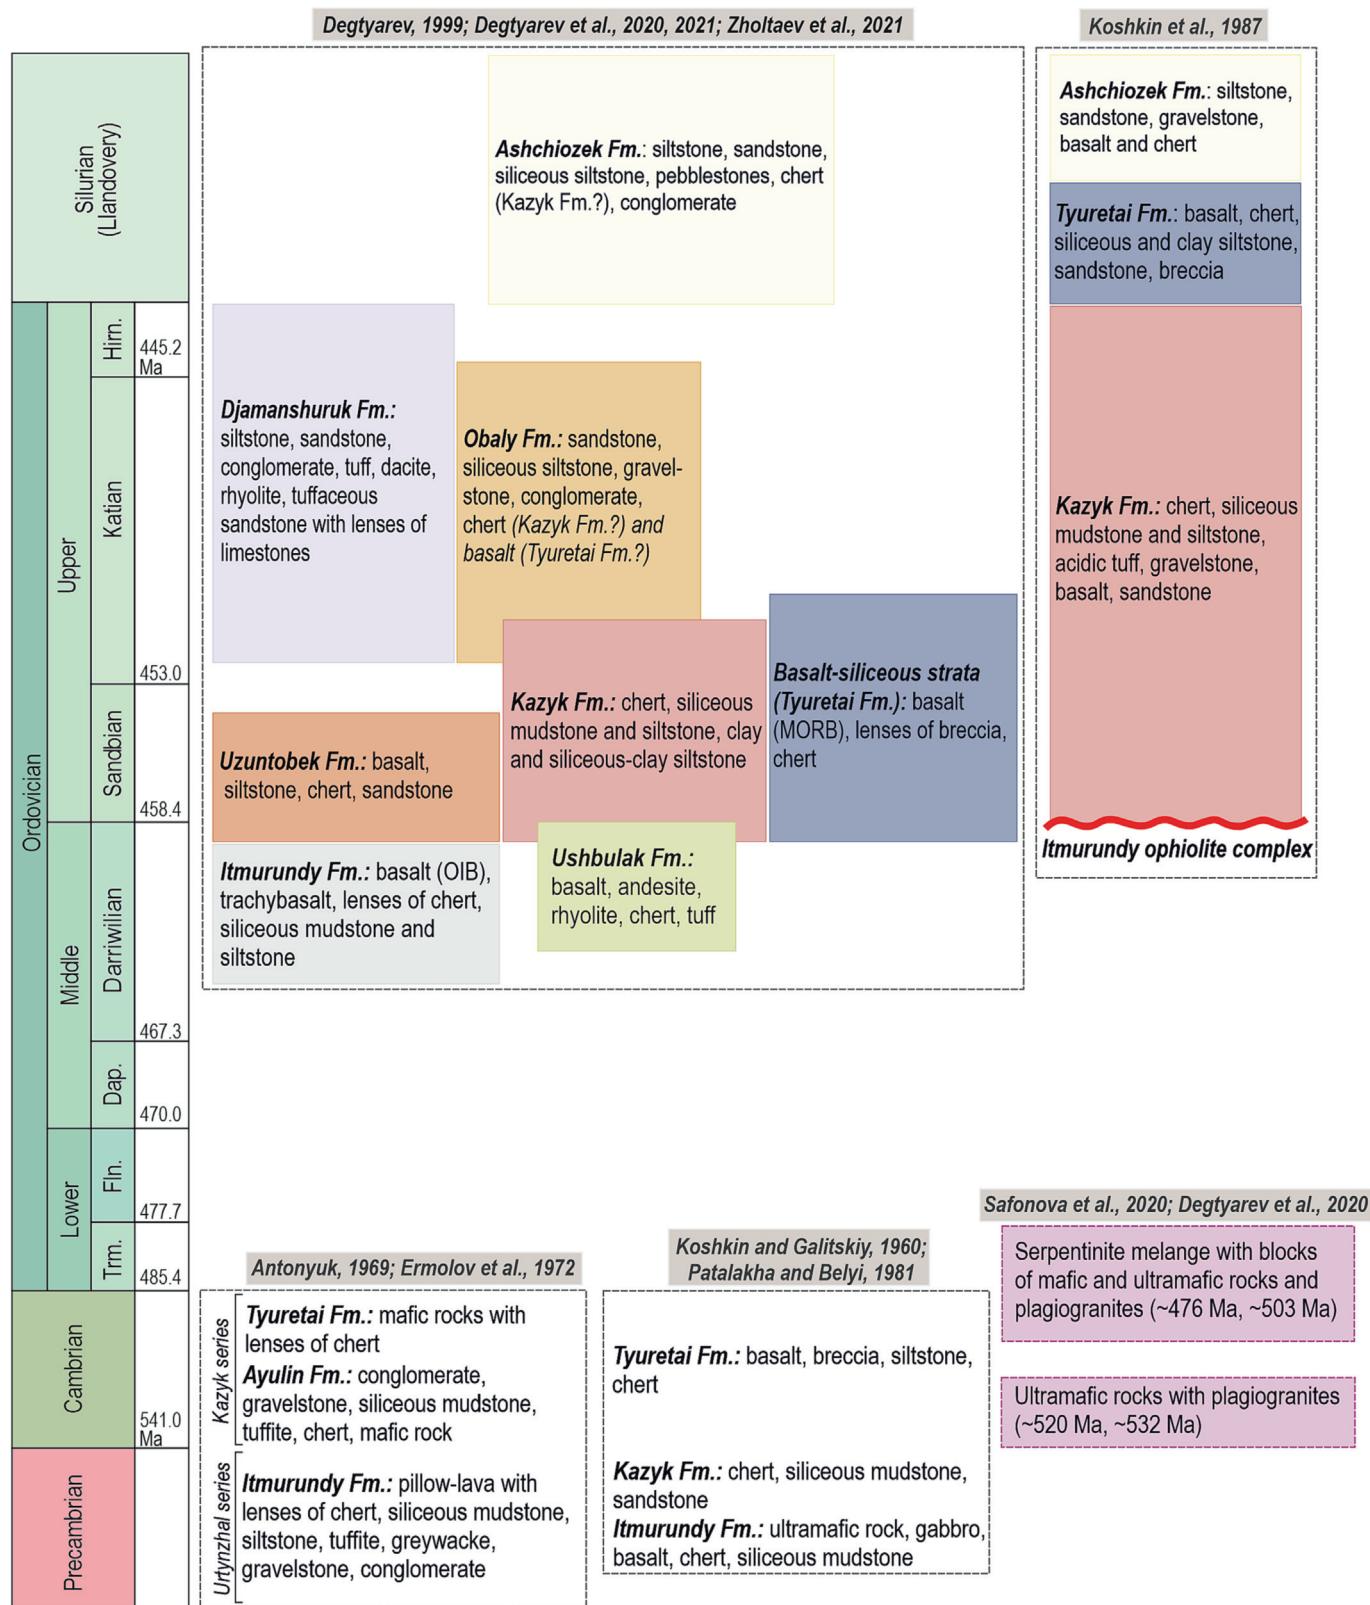 Degtyarev, 1999; Degtyarev et al., 2020, 2021; Zholtaev et al., 2021
Koshkin et al., 1987
Silurian
(Llandovery)
Ordovician
Upper
Middle
Lower
Hirn.
Katian
Sandbian
Darriwilian
Dap.
Fln.
Trm.
Cambrian
Precambrian
445.2
Ma
453.0
458.4
467.3
470.0
477.7
485.4
541.0
Ma
Ashchiozek Fm.: siltstone, sandstone,
siliceous siltstone, pebblestones, chert
(Kazyk Fm.?), conglomerate
Djamanshuruk Fm.:
siltstone, sandstone,
conglomerate, tuff, dacite,
rhyolite, tuffaceous
sandstone with lenses of
limestones
Obaly Fm.: sandstone,
siliceous siltstone, gravel-
stone, conglomerate,
chert (Kazyk Fm.?) and
basalt (Tyuretai Fm.?)
Uzuntobek Fm.: basalt,
siltstone, chert, sandstone
Kazyk Fm.: chert, siliceous
mudstone and siltstone, clay
and siliceous-clay siltstone
Basalt-siliceous strata
(Tyuretai Fm.): basalt
(MORB), lenses of breccia,
chert
Itmurundy Fm.: basalt (OIB),
trachybasalt, lenses of chert,
siliceous mudstone and
siltstone
Ushbulak Fm.:
basalt, andesite,
rhyolite, chert, tuff
Ashchiozek Fm.: siltstone,
sandstone, gravelstone,
basalt and chert
Tyuretai Fm.: basalt, chert,
siliceous and clay siltstone,
sandstone, breccia
Kazyk Fm.: chert, siliceous
mudstone and siltstone,
acidic tuff, gravelstone,
basalt, sandstone
Itmurundy ophiolite complex
Antonyuk, 1969; Ermolov et al., 1972
Kazyk series
Tyuretai Fm.: mafic rocks with
lenses of chert
Ayulin Fm.: conglomerate,
gravelstone, siliceous mudstone,
tuffite, chert, mafic rock
Urtynzhal series
Itmurundy Fm.: pillow-lava with
lenses of chert, siliceous mudstone,
siltstone, tuffite, greywacke,
gravelstone, conglomerate
Koshkin and Galitskiy, 1960;
Patalakha and Belyi, 1981
Tyuretai Fm.: basalt, breccia, siltstone,
chert
Kazyk Fm.: chert, siliceous mudstone,
sandstone
Itmurundy Fm.: ultramafic rock, gabbro,
basalt, chert, siliceous mudstone
Safonova et al., 2020; Degtyarev et al., 2020
Serpentinite melange with blocks
of mafic and ultramafic rocks and
plagiogranites (~476 Ma, ~503 Ma)
Ultramafic rocks with plagiogranites
(~520 Ma, ~532 Ma)